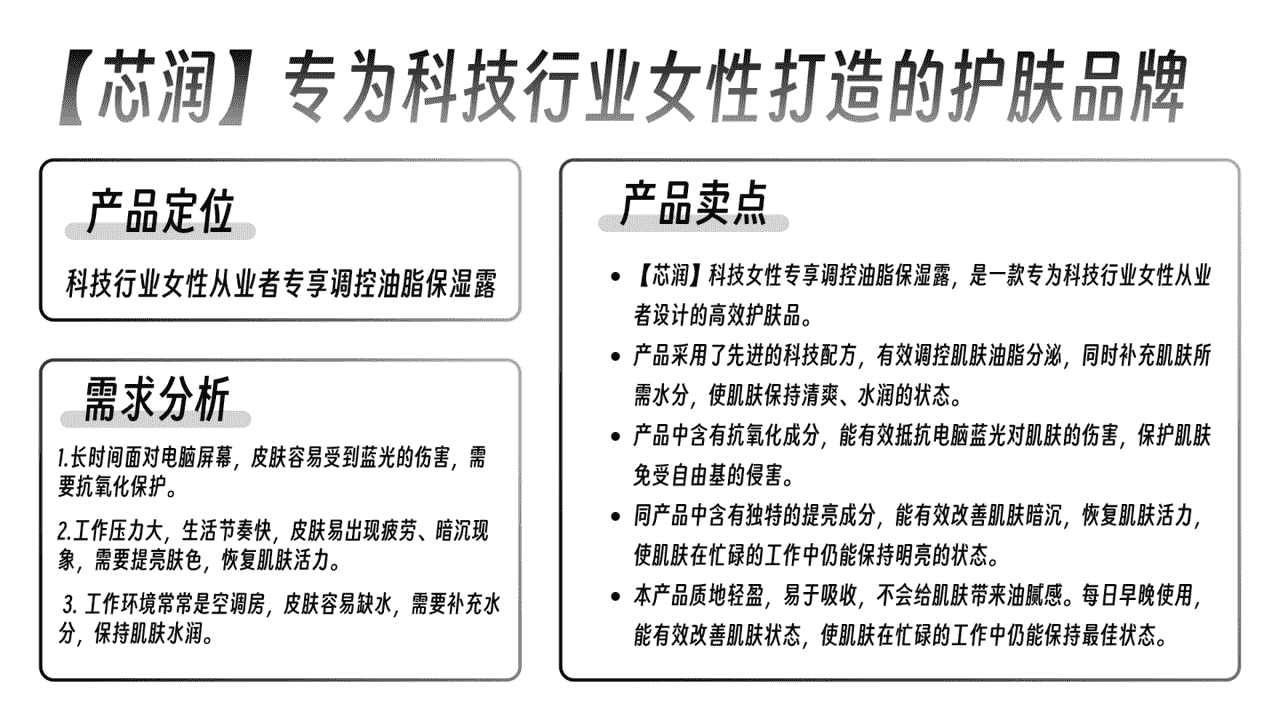 【芯润】专为科技行业女性打造的护肤品牌
产品定位
科技行业女性从业者专享调控油脂保湿露
需求分析
1.长时间面对电脑屏幕，皮肤容易受到蓝光的伤害，需
要抗氧化保护。
2.工作压力大，生活节奏快，皮肤易出现疲劳、暗沉现
象，需要提亮肤色，恢复肌肤活力。
3. 工作环境常常是空调房，皮肤容易缺水，需要补充水
分，保持肌肤水润。
产品卖点
• 【芯润】科技女性专享调控油脂保湿露，是一款专为科技行业女性从业
者设计的高效护肤品。
• 产品采用了先进的科技配方，有效调控肌肤油脂分泌，同时补充肌肤所
需水分，使肌肤保持清爽、水润的状态。
• 产品中含有抗氧化成分，能有效抵抗电脑蓝光对肌肤的伤害，保护肌肤
免受自由基的侵害。
• 同产品中含有独特的提亮成分，能有效改善肌肤暗沉，恢复肌肤活力，
使肌肤在忙碌的工作中仍能保持明亮的状态。
• 本产品质地轻盈，易于吸收，不会给肌肤带来油腻感。每日早晚使用，
能有效改善肌肤状态，使肌肤在忙碌的工作中仍能保持最佳状态。